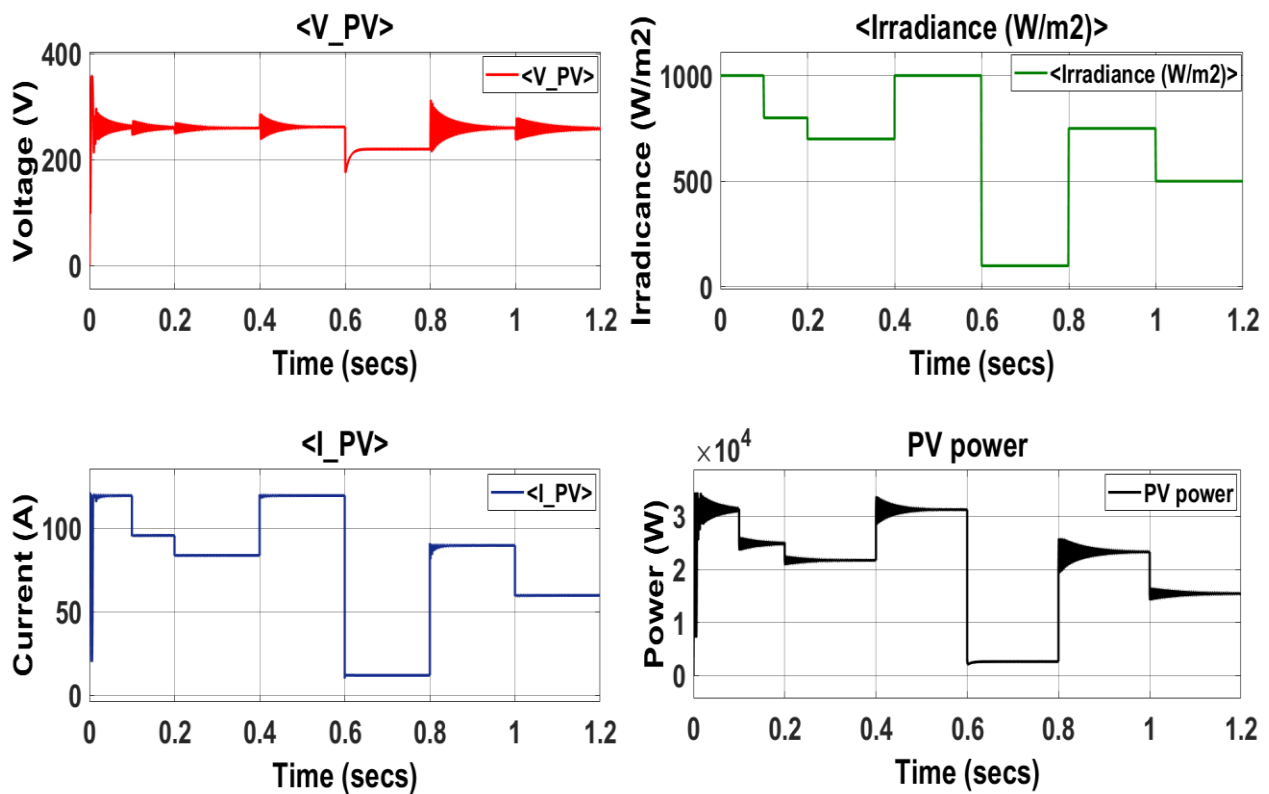 <V_PV>
400
200
0
Voltage (V)
<V_PV>
0 0.2 0.4 0.6 0.8 1 1.2
Time (secs)
<Irradiance (W/m2)>
1000
500
0
Irradıcance (W/m2)
<Irradiance (W/m2)>
0 0.2 0.4 0.6 0.8 1 1.2
Time (secs)
<I_PV>
100
50
0
Current (A)
<I_PV>
0 0.2 0.4 0.6 0.8 1 1.2
Time (secs)
PV power
×10^4
3
2
1
0
Power (W)
PV power
0 0.2 0.4 0.6 0.8 1 1.2
Time (secs)